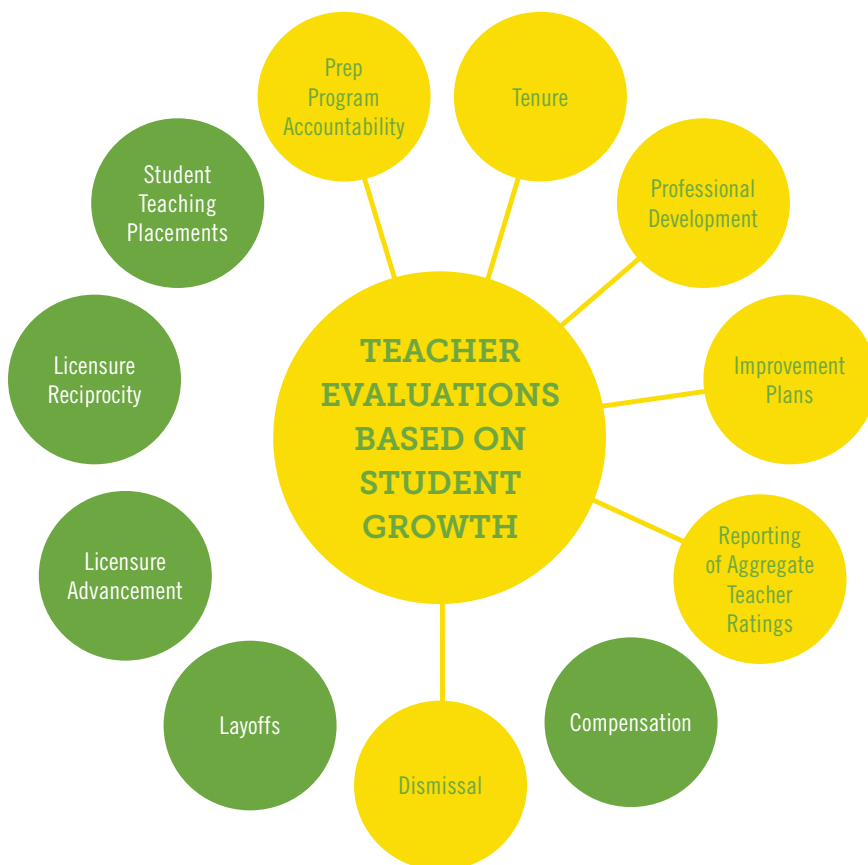 Prep
Program
Accountability
Tenure
Student
Teaching
Placements
Professional
Development
Licensure
Reciprocity
TEACHER
EVALUATIONS
BASED ON
STUDENT
GROWTH
Improvement
Plans
Licensure
Advancement
Reporting
of Aggregate
Teacher
Ratings
Layoffs
Compensation
Dismissal